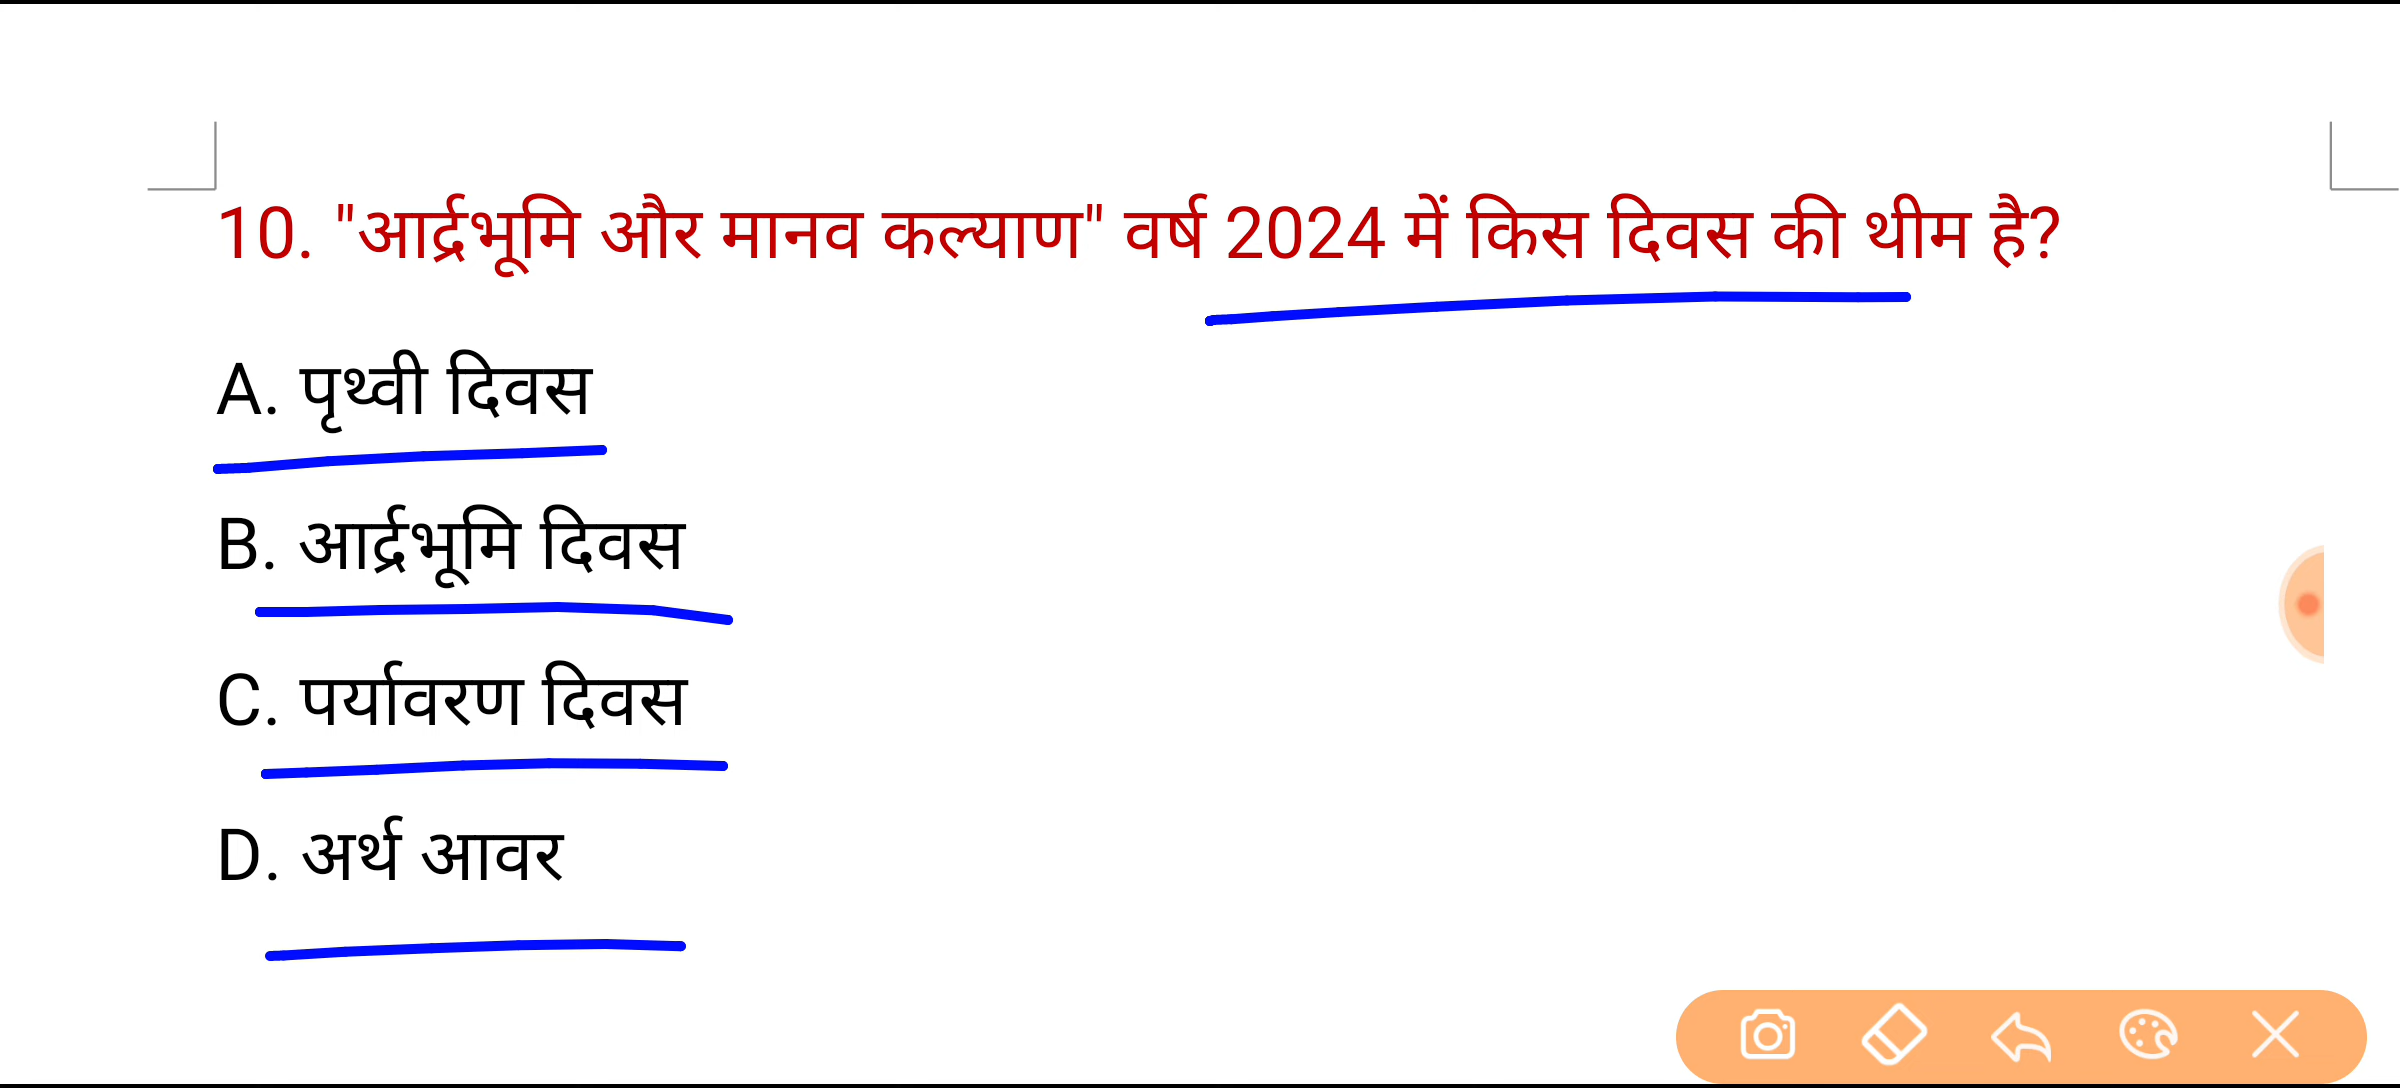 10. "आर्द्रभूमि और मानव कल्याण" वर्ष 2024 में किस दिवस की थीम है?
A. पृथ्वी दिवस
B. आर्द्रभूमि दिवस
C. पर्यावरण दिवस
D. अर्थ आवर